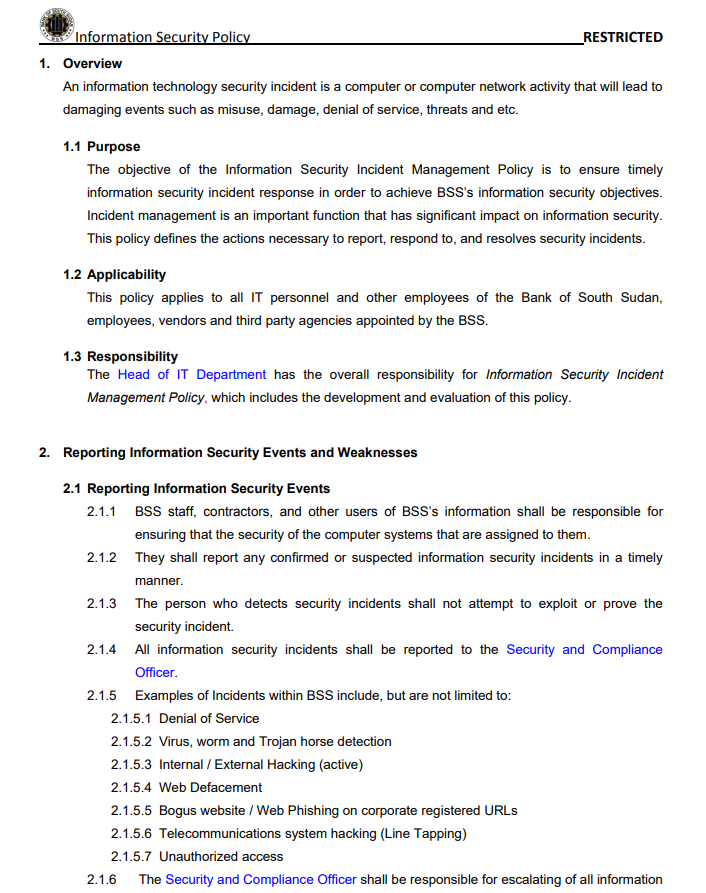 Information Security Policy RESTRICTED
1. Overview
An information technology security incident is a computer or computer network activity that will lead to
damaging events such as misuse, damage, denial of service, threats and etc.
1.1 Purpose
The objective of the Information Security Incident Management Policy is to ensure timely
information security incident response in order to achieve BSS's information security objectives.
Incident management is an important function that has significant impact on information security.
This policy defines the actions necessary to report, respond to, and resolves security incidents.
1.2 Applicability
This policy applies to all IT personnel and other employees of the Bank of South Sudan,
employees, vendors and third party agencies appointed by the BSS.
1.3 Responsibility
The Head of IT Department has the overall responsibility for Information Security Incident
Management Policy, which includes the development and evaluation of this policy.
2. Reporting Information Security Events and Weaknesses
2.1 Reporting Information Security Events
2.1.1 BSS staff, contractors, and other users of BSS's information shall be responsible for
ensuring that the security of the computer systems that are assigned to them.
2.1.2 They shall report any confirmed or suspected information security incidents in a timely
manner.
2.1.3 The person who detects security incidents shall not attempt to exploit or prove the
security incident.
2.1.4 All information security incidents shall be reported to the Security and Compliance
Officer.
2.1.5 Examples of Incidents within BSS include, but are not limited to:
2.1.5.1 Denial of Service
2.1.5.2 Virus, worm and Trojan horse detection
2.1.5.3 Internal / External Hacking (active)
2.1.5.4 Web Defacement
2.1.5.5 Bogus website / Web Phishing on corporate registered URLs
2.1.5.6 Telecommunications system hacking (Line Tapping)
2.1.5.7 Unauthorized access
2.1.6 The Security and Compliance Officer shall be responsible for escalating of all information